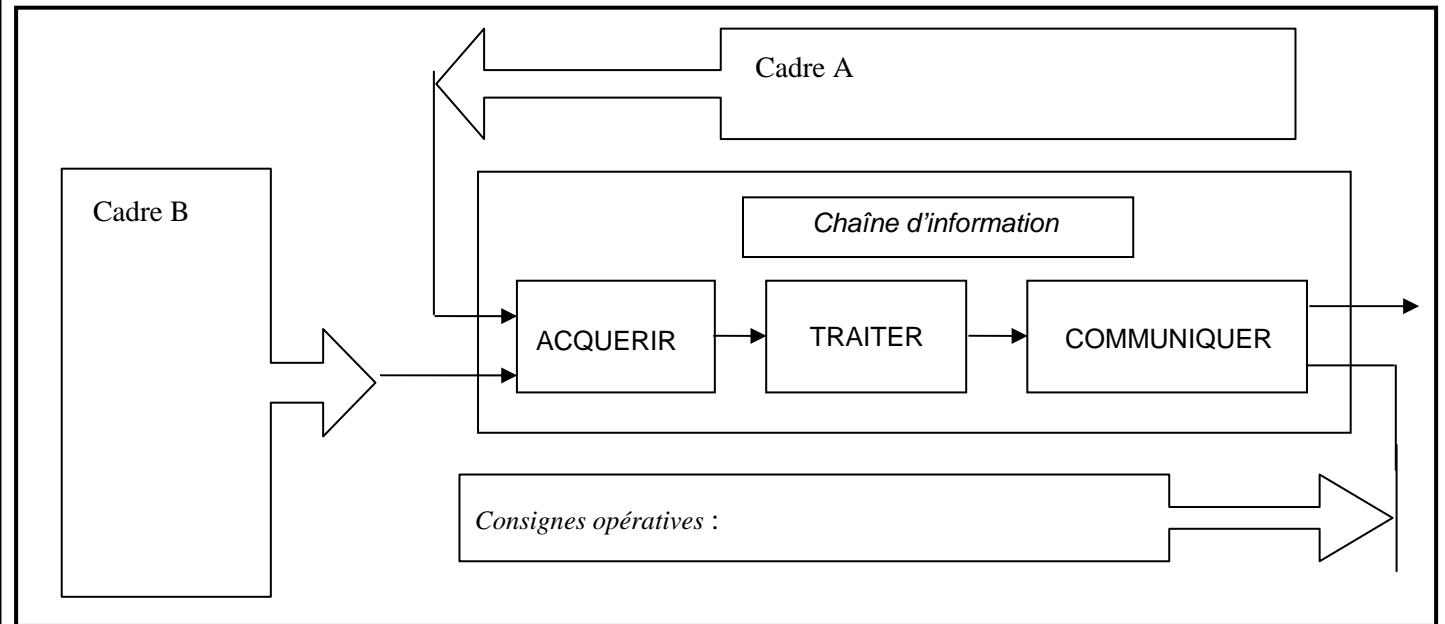 Cadre A
Cadre B
Chaîne d’information
ACQUERIR
TRAITER
COMMUNIQUER
Consignes opératives :